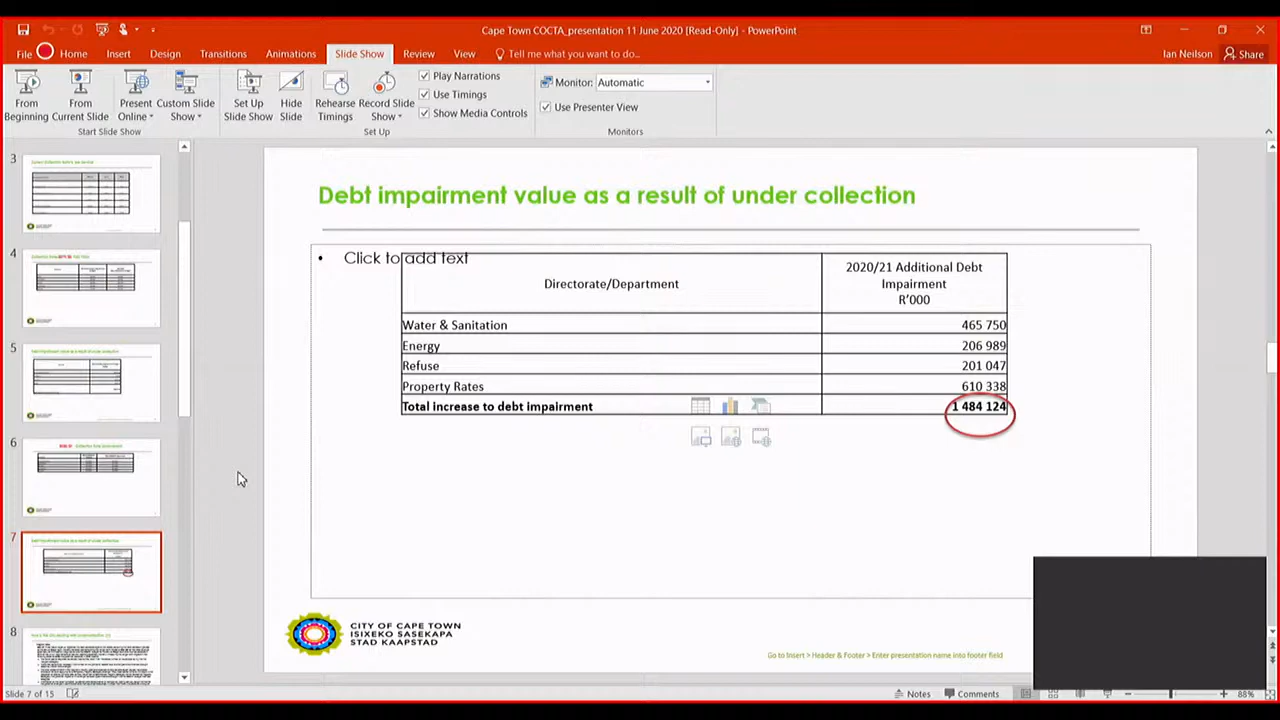 Cape Town COCTA_presentation 11 June 2020 [Read-Only] - PowerPoint
File Home Insert Design Transitions Animations Slide Show Review View Tell me what you want to do... Ian Neilson Share
From Beginning
From Current Slide
Present Online
Custom Slide Show
Start Slide Show
Set Up Slide Show
Hide Slide
Rehearse Timings
Record Slide Show
Play Narrations
Use Timings
Show Media Controls
Set Up
Monitor: Automatic
Use Presenter View
Monitors
3
4
5
6
7
8
Debt impairment value as a result of under collection
• Click to add text
Directorate/Department
2020/21 Additional Debt
Impairment
R'000
Water & Sanitation 465 750
Energy 206 989
Refuse 201 047
Property Rates 610 338
Total increase to debt impairment 1 484 124
CITY OF CAPE TOWN
ISIXEKO SASEKAPA
STAD KAAPSTAD
Go to Insert > Header & Footer > Enter presentation name into footer field
Slide 7 of 15 Notes Comments 88%